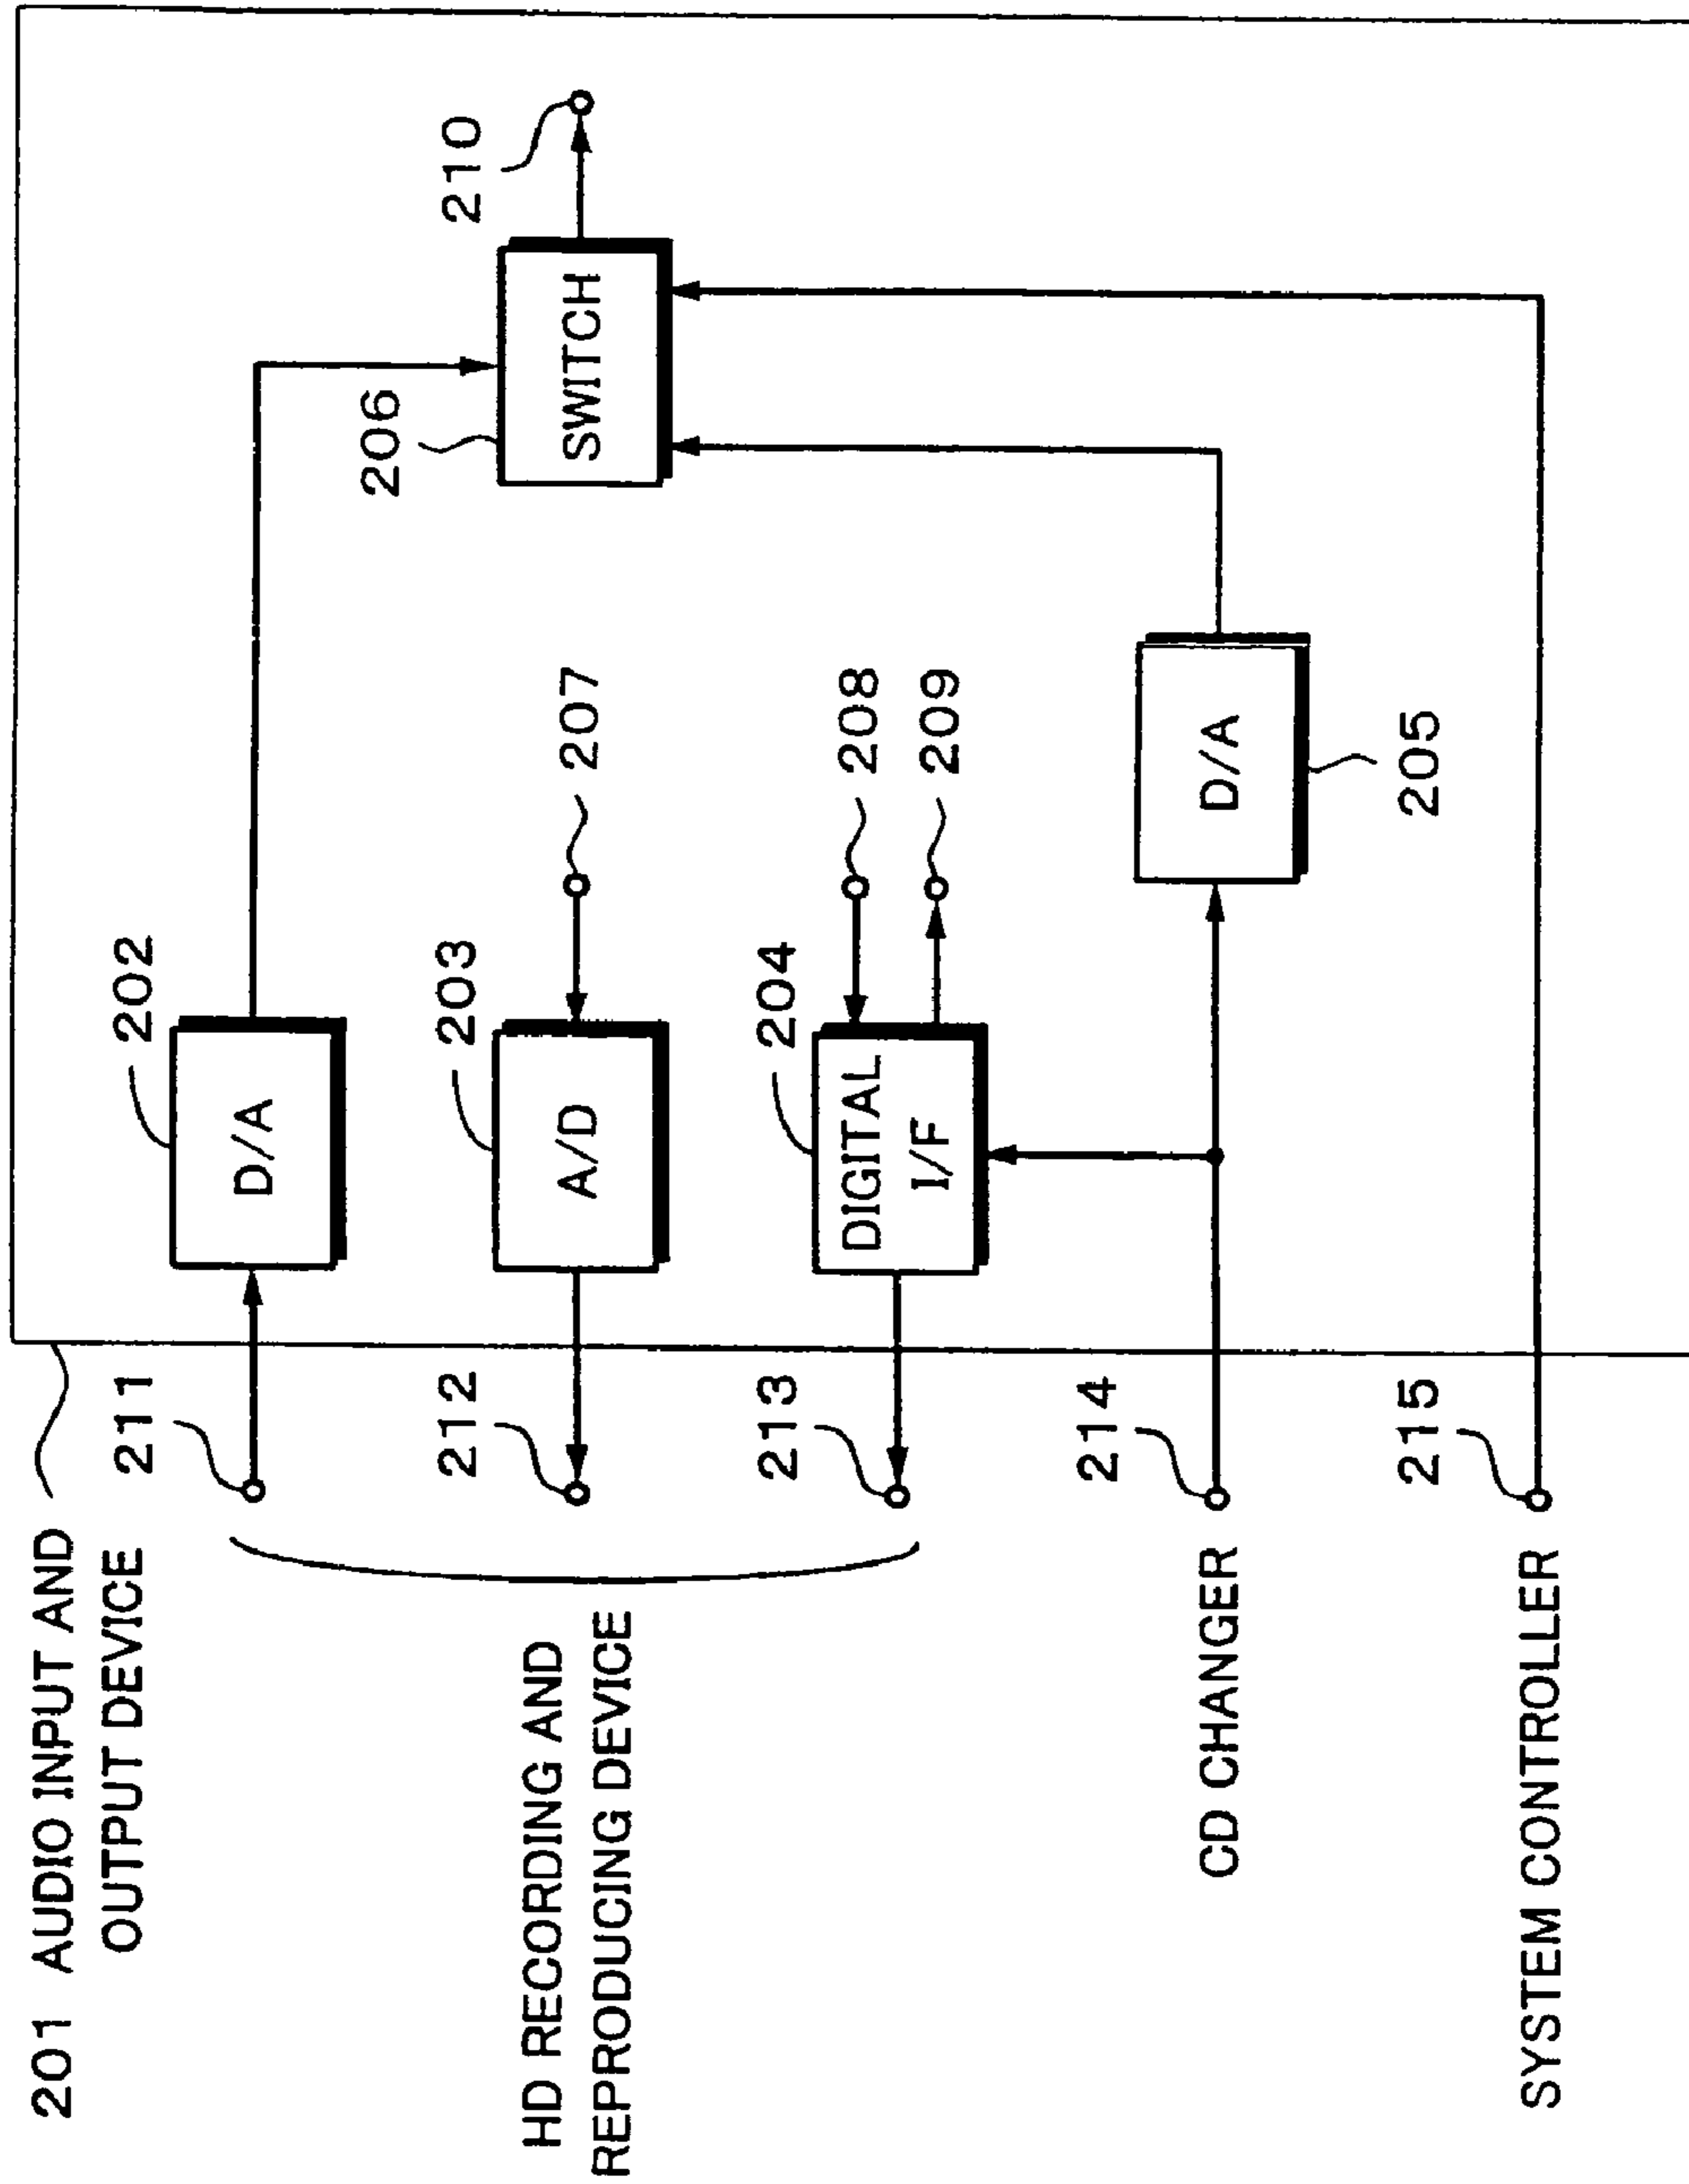 201 AUDIO INPUT AND
OUTPUT DEVICE
211
202
D/A
206
SWITCH
210
HD RECORDING AND
REPRODUCING DEVICE
212
203
A/D
207
213
204
DIGITAL
I/F
208
209
CD CHANGER
214
D/A
205
SYSTEM CONTROLLER
215